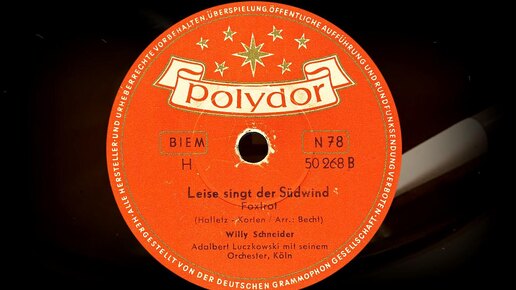 ALLE HERSTELLER-UND URHEBERRECHTE VORBEHALTEN. ÜBERSPIELUNG, ÖFFENTLICHE AUFFÜHRUNG UND RUNDFUNKSENDUNG VERBOTEN
polydor
BIEM
N 78
H
50 268 B
Leise singt der Südwind
Foxtrot
(Halletz - Korten / Arr.: Becht)
Willy Schneider
Adalbert Luczkowski mit seinem
Orchester, Köln
HERGESTELLT VON DER DEUTSCHEN GRAMMOPHON GESELLSCHAFT